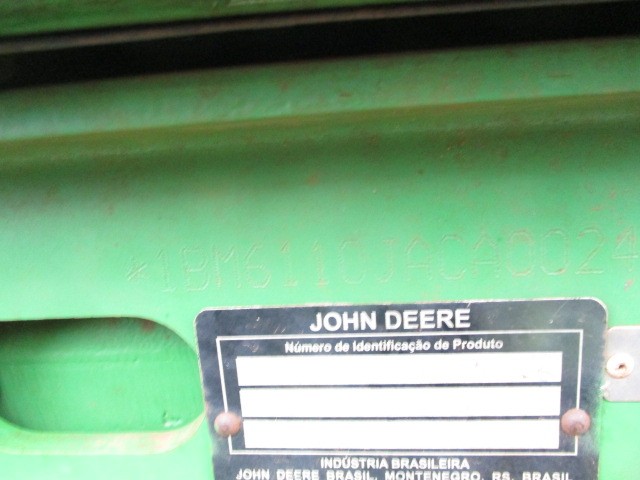 *1BM6110JACA0024
JOHN DEERE
Número de Identificação de Produto
INDÚSTRIA BRASILEIRA
JOHN DEERE BRASIL, MONTENEGRO, RS, BRASIL